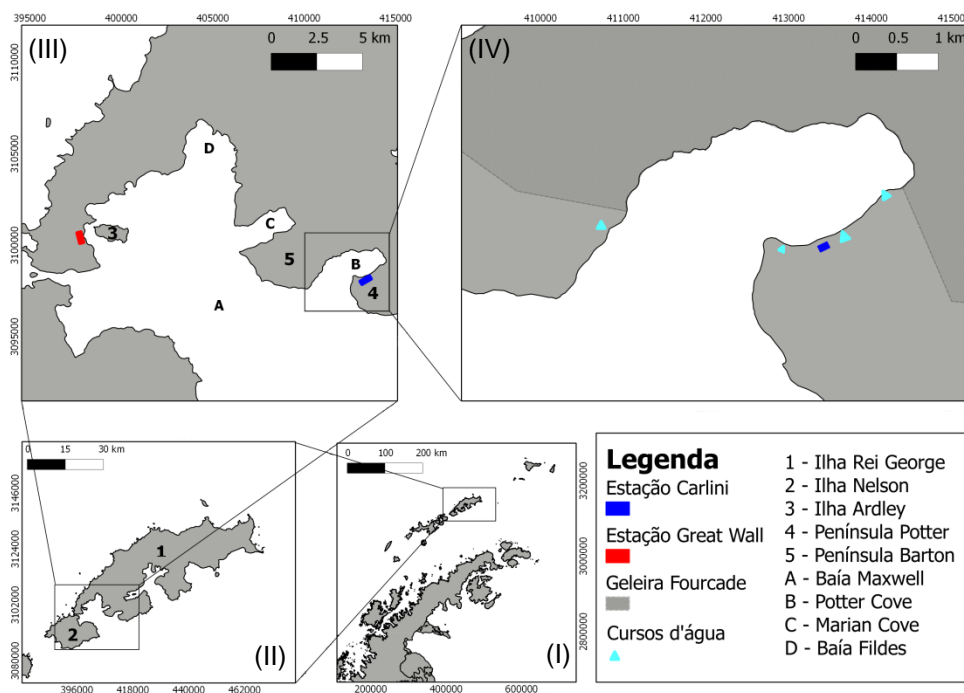 395000 400000 405000 410000 415000
(III)
0 2.5 5 km
3110000
3105000
3100000
3095000
D
C
3
5
B
4
A
410000 411000 412000 413000 414000 415000
(IV)
0 0.5 1 km
0 15 30 km
3146000
3124000
3102000
3080000
1
2
(II)
396000 418000 440000 462000
0 100 200 km
3200000
3000000
2800000
(I)
200000 400000 600000
Legenda
Estação Carlini
Estação Great Wall
Geleira Fourcade
Cursos d'água
1 - Ilha Rei George
2 - Ilha Nelson
3 - Ilha Ardley
4 - Península Potter
5 - Península Barton
A - Baía Maxwell
B - Potter Cove
C - Marian Cove
D - Baía Fildes